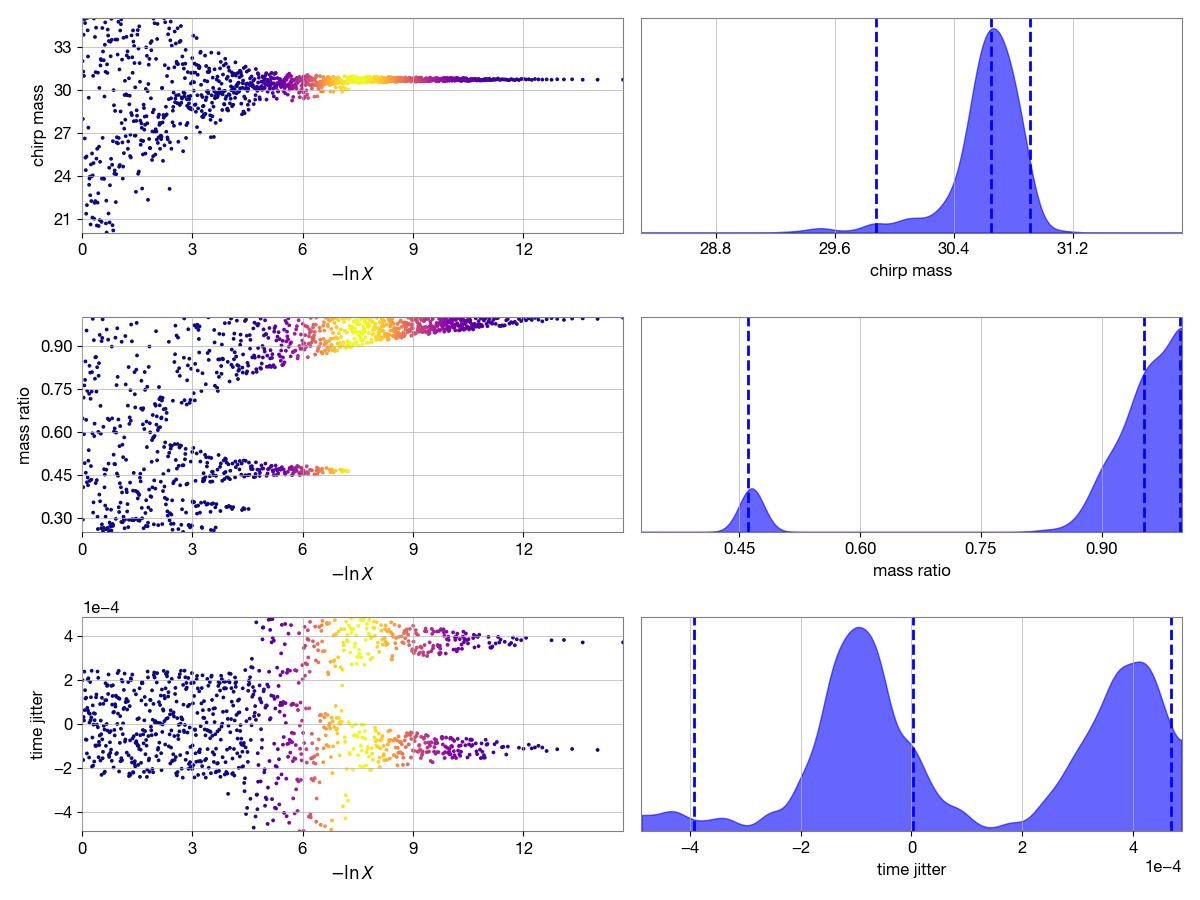 33
30
27
24
21
chirp mass
0 3 6 9 12
−ln X
28.8 29.6 30.4 31.2
chirp mass
0.90
0.75
0.60
0.45
0.30
mass ratio
0 3 6 9 12
−ln X
0.45 0.60 0.75 0.90
mass ratio
1e−4
4
2
0
−2
−4
time jitter
0 3 6 9 12
−ln X
−4 −2 0 2 4
1e−4
time jitter